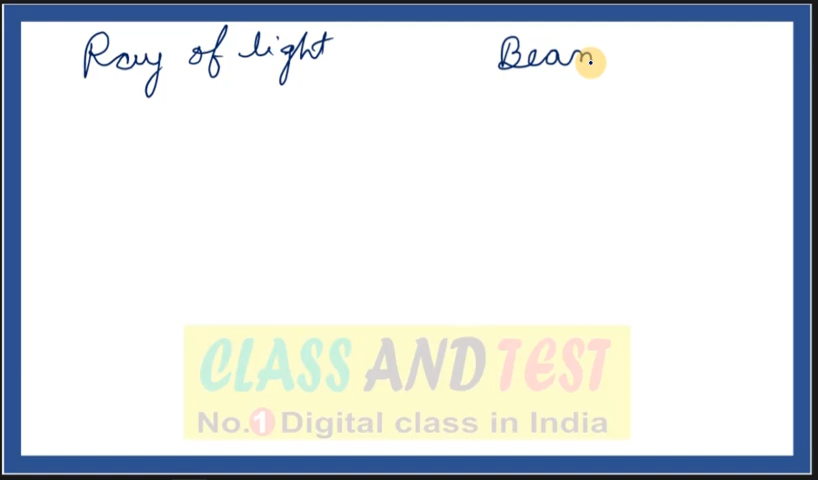 Ray of light Bean
CLASS AND TEST
No.1 Digital class in India